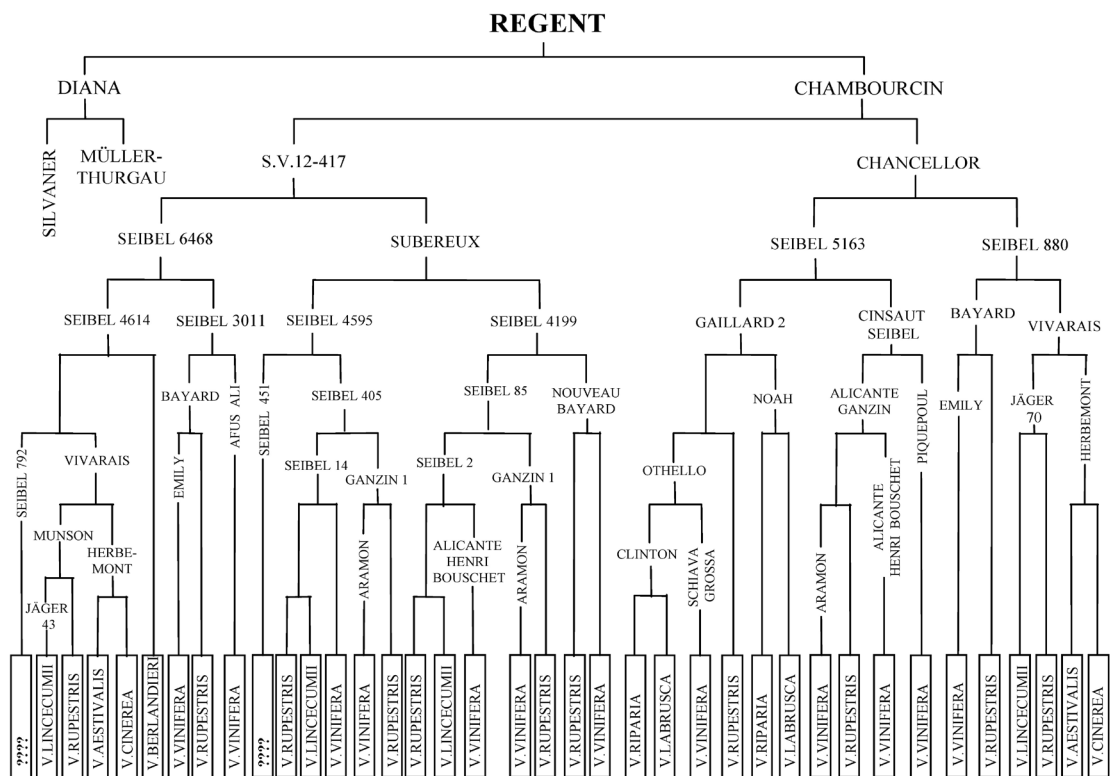 REGENT
DIANA
CHAMBOURCIN
SILVANER
MÜLLER-
THURGAU
S.V.12-417
CHANCELLOR
SEIBEL 6468
SUBEREUX
SEIBEL 5163
SEIBEL 880
SEIBEL 4614
SEIBEL 3011
SEIBEL 4595
SEIBEL 4199
GAILLARD 2
CINSAUT
SEIBEL
BAYARD
VIVARAIS
BAYARD
AFUS ALI
SEIBEL 451
SEIBEL 405
SEIBEL 85
NOUVEAU
BAYARD
NOAH
ALICANTE
GANZIN
PIQUEPOUL
EMILY
JÄGER
70
HERBEMONT
SEIBEL 792
VIVARAIS
EMILY
SEIBEL 14
GANZIN 1
SEIBEL 2
GANZIN 1
OTHELLO
MUNSON
HERBE-
MONT
ARAMON
ALICANTE
HENRI
BOUSCHET
ARAMON
CLINTON
SCHIAVA
GROSSA
ARAMON
ALICANTE
HENRI BOUSCHET
JÄGER
43
????
V.LINCECUMII
V.RUPESTRIS
V.AESTIVALIS
V.CINEREA
V.BERLANDIERI
V.VINIFERA
V.RUPESTRIS
V.VINIFERA
????
V.RUPESTRIS
V.LINCECUMII
V.VINIFERA
V.VINIFERA
V.RUPESTRIS
V.RUPESTRIS
V.LINCECUMII
V.VINIFERA
V.VINIFERA
V.RUPESTRIS
V.RUPESTRIS
V.VINIFERA
V.RIPARIA
V.LABRUSCA
V.VINIFERA
V.RUPESTRIS
V.RIPARIA
V.LABRUSCA
V.VINIFERA
V.RUPESTRIS
V.VINIFERA
V.VINIFERA
V.VINIFERA
V.RUPESTRIS
V.LINCECUMII
V.RUPESTRIS
V.AESTIVALIS
V.CINEREA